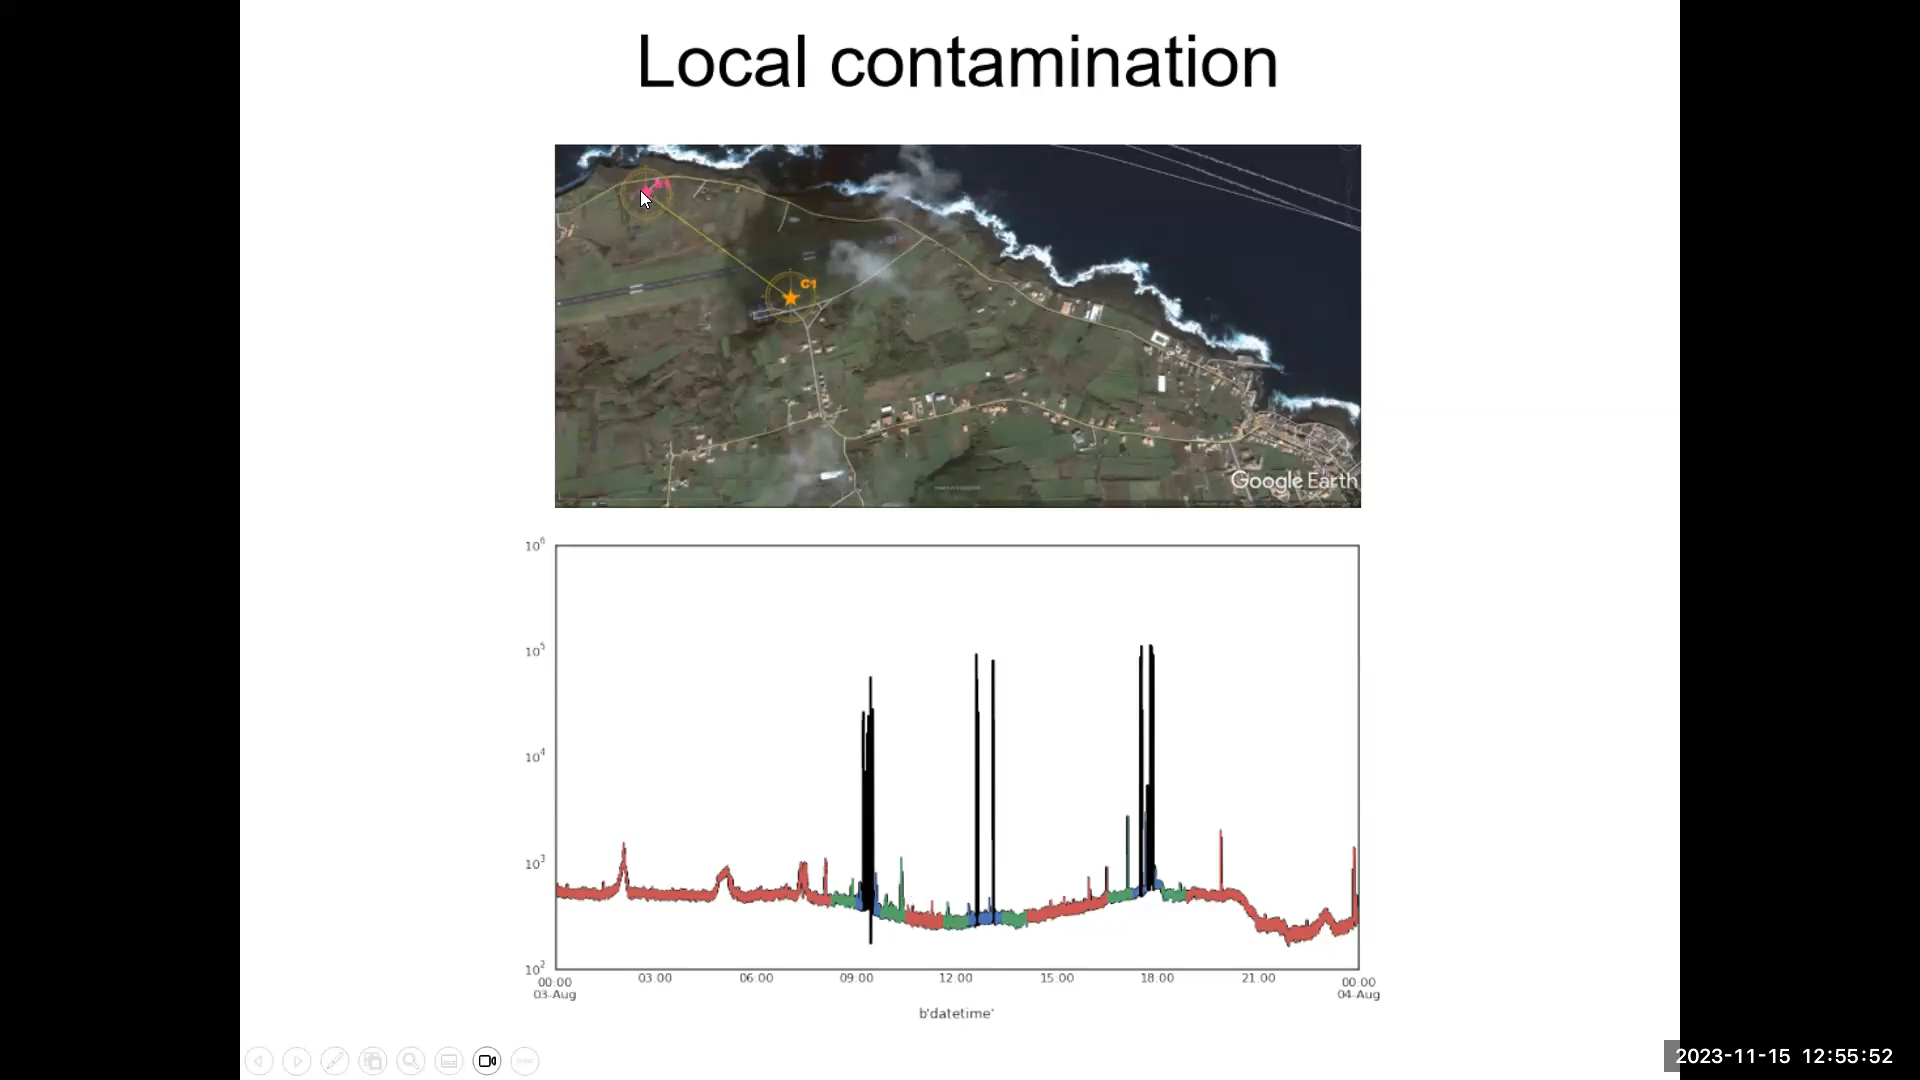 Local contamination
S1
C1
Google Earth
10^6
10^5
10^4
10^3
10^2
00:00
03-Aug
03:00
06:00
09:00
12:00
15:00
18:00
21:00
00:00
04-Aug
b'datetime'
2023-11-15 12:55:52